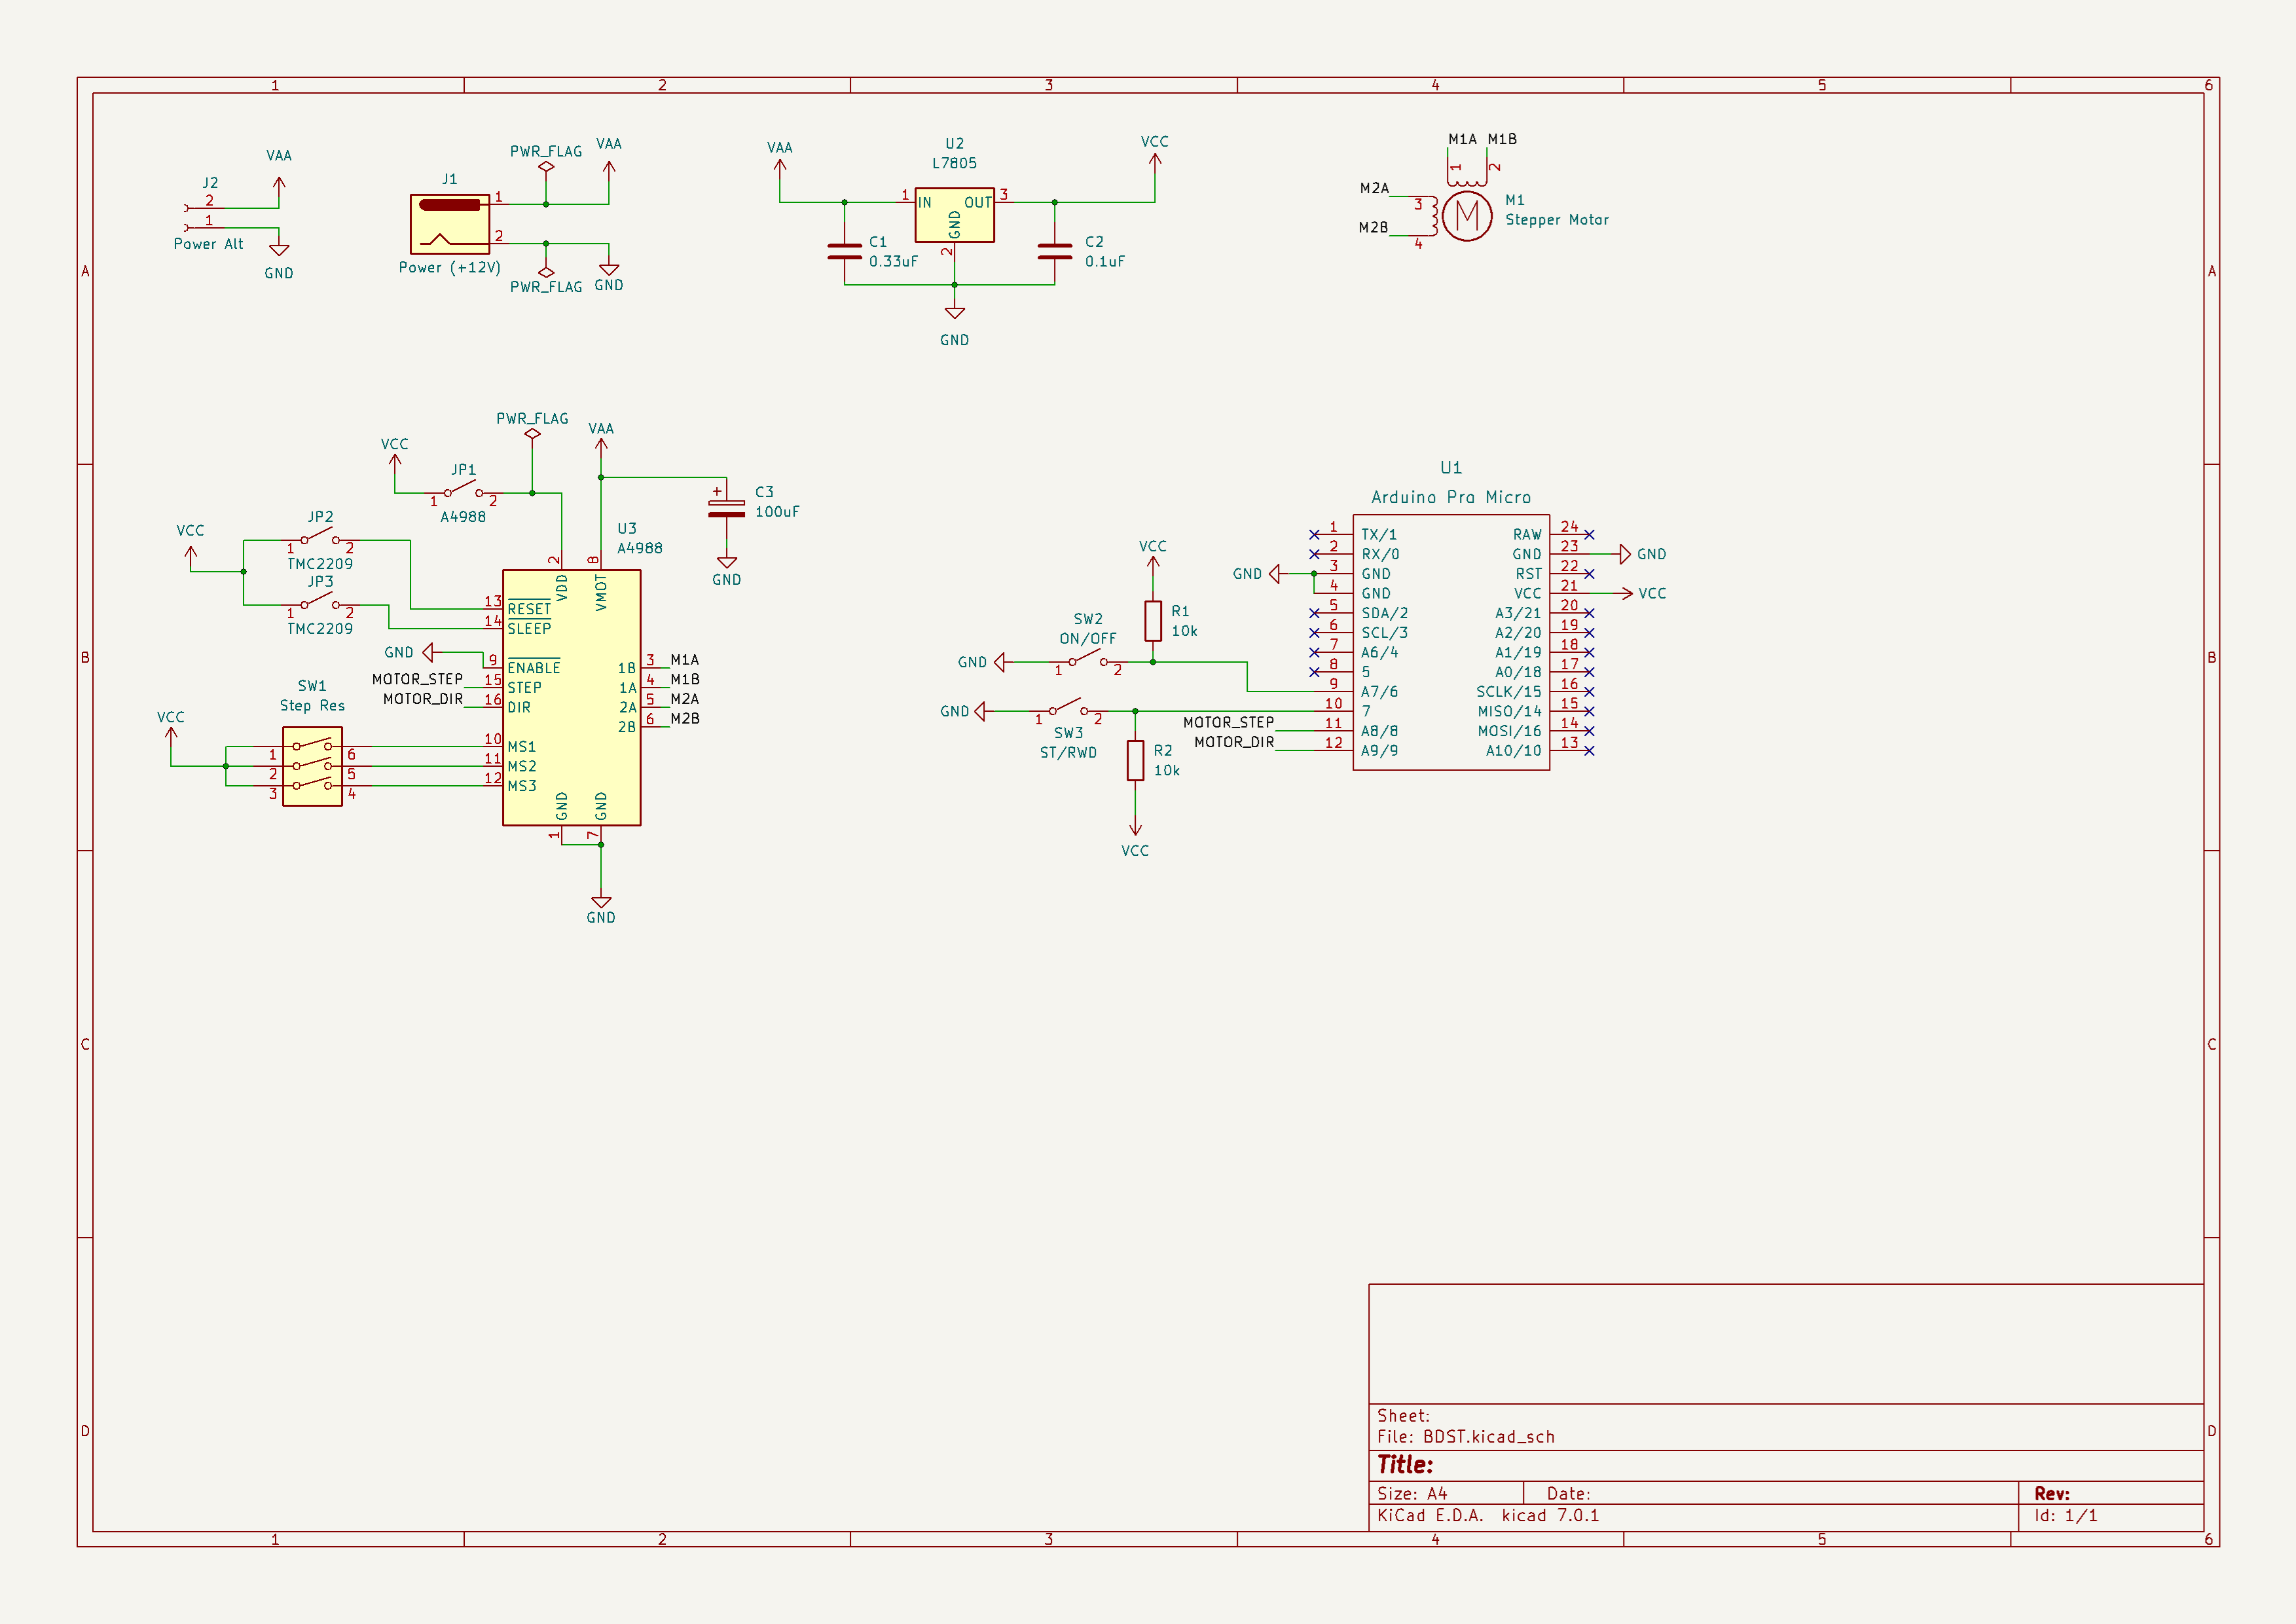 1 2 3 4 5 6
A
B
C
D
A
B
C
D
1 2 3 4 5 6
J2
2
1
Power Alt
VAA
GND
J1
1
2
Power (+12V)
PWR_FLAG
VAA
PWR_FLAG
GND
VAA
U2
L7805
1 IN OUT 3
GND
2
C1
0.33uF
C2
0.1uF
VCC
GND
M1A M1B
1 2
M2A
3
M2B
4
M
M1
Stepper Motor
PWR_FLAG
VAA
VCC
JP1
1 2
A4988
C3
100uF
+
GND
VCC
JP2
1 2
TMC2209
JP3
1 2
TMC2209
U3
A4988
2 VDD
8 VMOT
13 RESET
14 SLEEP
GND
9 ENABLE
MOTOR_STEP 15 STEP
MOTOR_DIR 16 DIR
1B 3 M1A
1A 4 M1B
2A 5 M2A
2B 6 M2B
SW1
Step Res
VCC
1 6
2 5
3 4
10 MS1
11 MS2
12 MS3
GND GND
1 7
GND
VCC
R1
10k
SW2
ON/OFF
GND
1 2
GND
1 2
SW3
ST/RWD
R2
10k
VCC
U1
Arduino Pro Micro
1 TX/1 RAW 24
2 RX/0 GND 23 GND
GND 3 GND RST 22
4 GND VCC 21 VCC
5 SDA/2 A3/21 20
6 SCL/3 A2/20 19
7 A6/4 A1/19 18
8 5 A0/18 17
9 A7/6 SCLK/15 16
10 7 MISO/14 15
MOTOR_STEP 11 A8/8 MOSI/16 14
MOTOR_DIR 12 A9/9 A10/10 13
Sheet:
File: BDST.kicad_sch
Title:
Size: A4 Date: Rev:
KiCad E.D.A. kicad 7.0.1 Id: 1/1